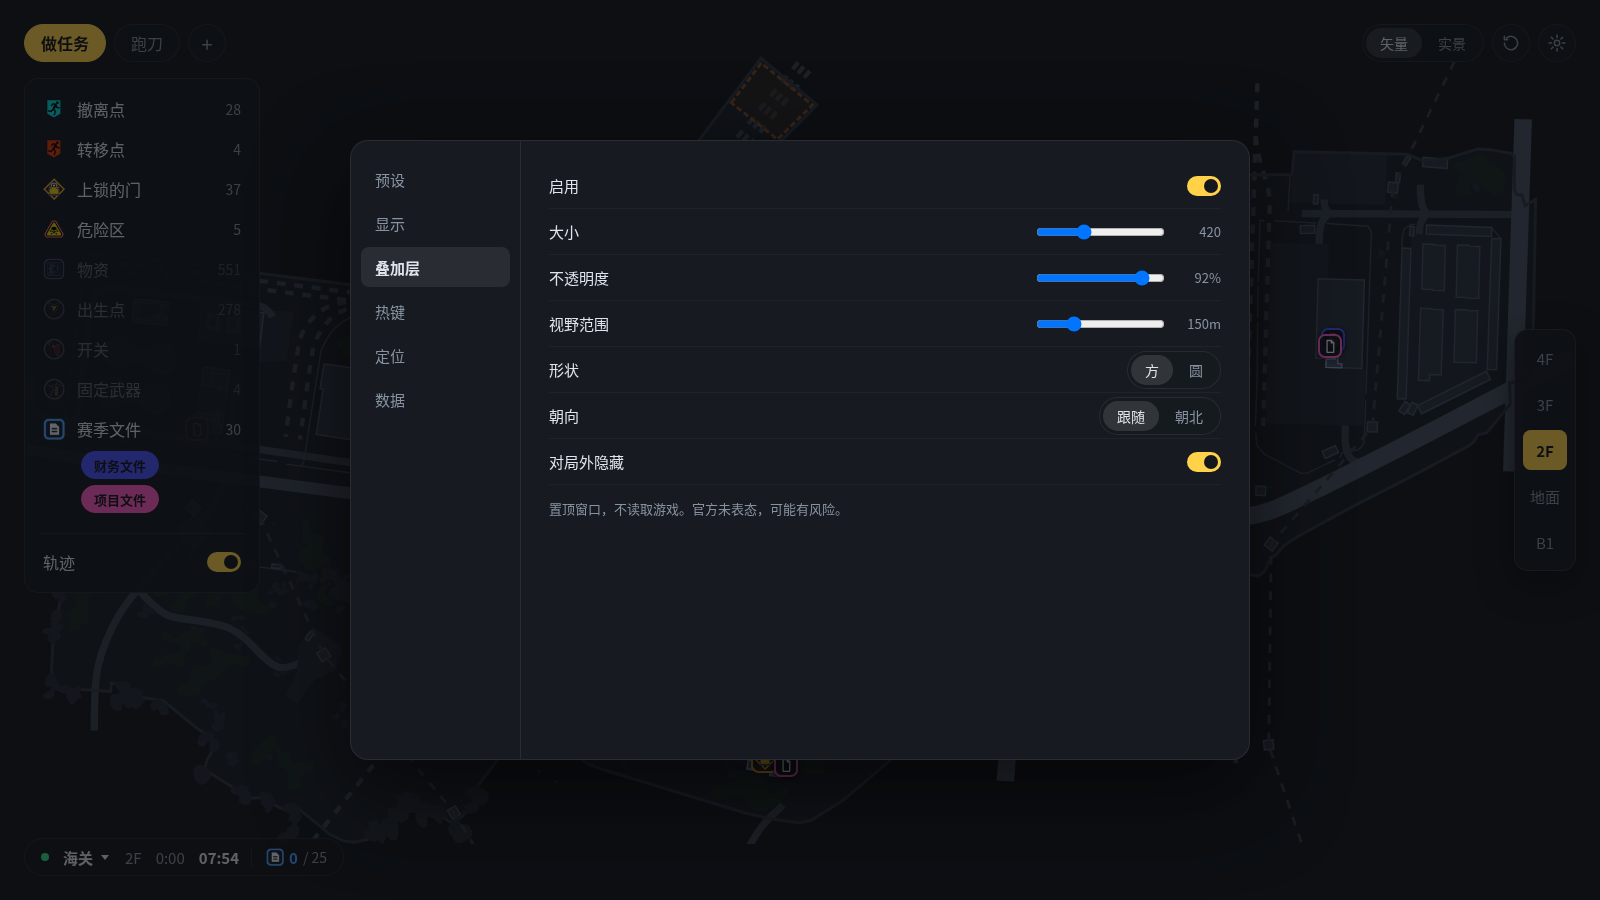 做任务
跑刀
+
矢量
实景
撤离点 28
转移点 4
上锁的门 37
危险区 5
物资 551
出生点 278
开关 1
固定武器 4
赛季文件 30
财务文件
项目文件
轨迹
预设
显示
叠加层
热键
定位
数据
启用
大小 420
不透明度 92%
视野范围 150m
形状 方 圆
朝向 跟随 朝北
对局外隐藏
置顶窗口，不读取游戏。官方未表态，可能有风险。
4F
3F
2F
地面
B1
海关 2F 0:00 07:54 0 / 25